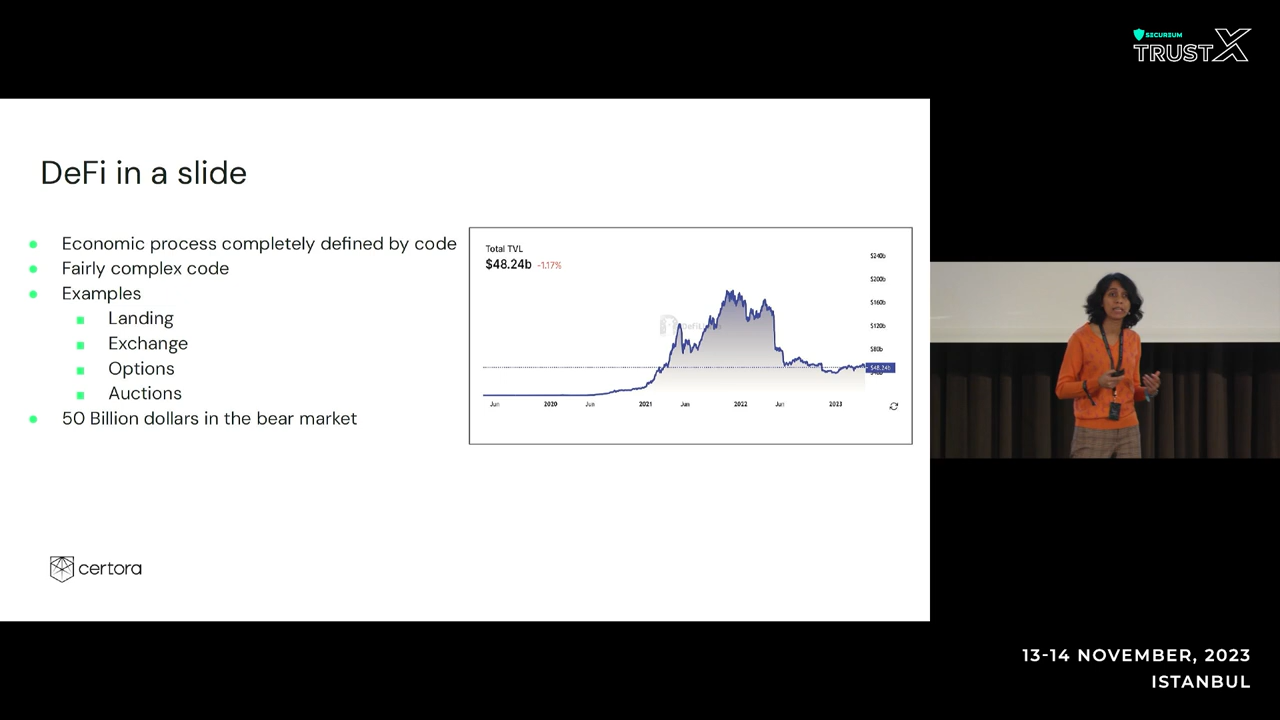 SECUREUM
TRUSTX
DeFi in a slide
Economic process completely defined by code
Fairly complex code
Examples
Landing
Exchange
Options
Auctions
50 Billion dollars in the bear market
Total TVL
$48.24b -1.17%
$240b
$200b
$160b
$120b
$80b
$48.24b
Jun 2020 Jun 2021 Jun 2022 Jun 2023
certora
13-14 NOVEMBER, 2023
ISTANBUL